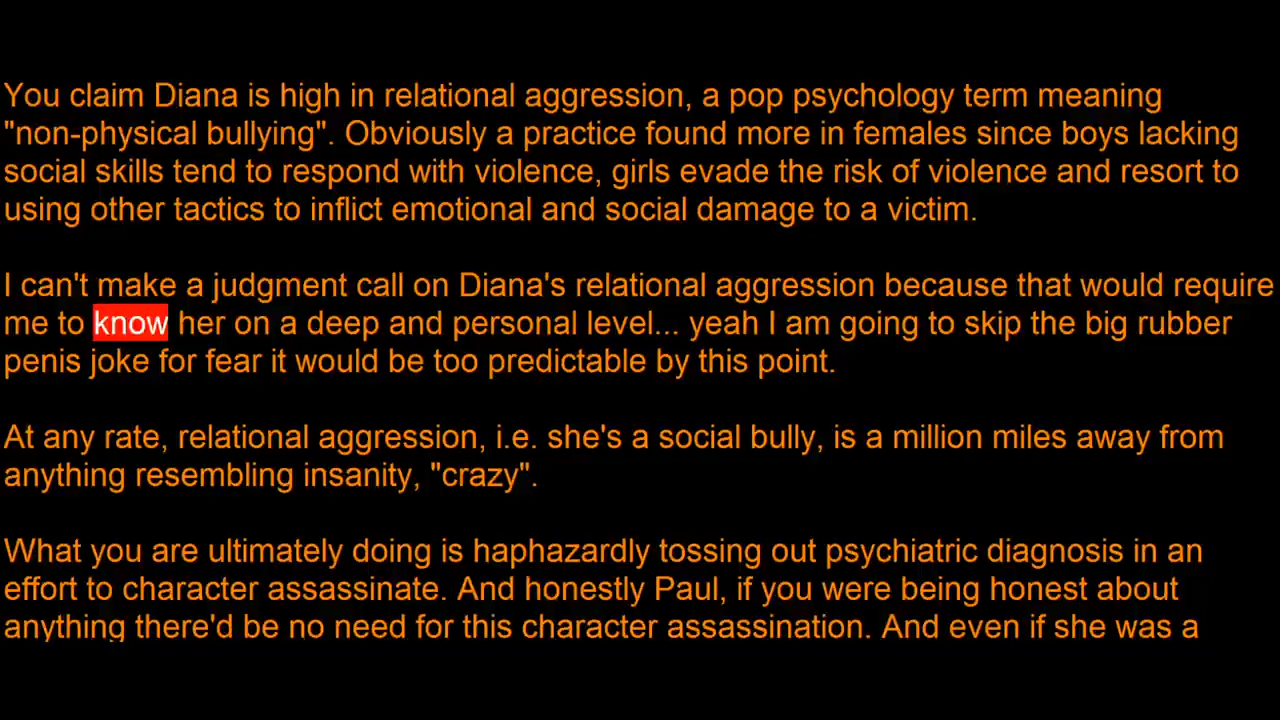 You claim Diana is high in relational aggression, a pop psychology term meaning
"non-physical bullying". Obviously a practice found more in females since boys lacking
social skills tend to respond with violence, girls evade the risk of violence and resort to
using other tactics to inflict emotional and social damage to a victim.
I can't make a judgment call on Diana's relational aggression because that would require
me to know her on a deep and personal level... yeah I am going to skip the big rubber
penis joke for fear it would be too predictable by this point.
At any rate, relational aggression, i.e. she's a social bully, is a million miles away from
anything resembling insanity, "crazy".
What you are ultimately doing is haphazardly tossing out psychiatric diagnosis in an
effort to character assassinate. And honestly Paul, if you were being honest about
anything there'd be no need for this character assassination. And even if she was a